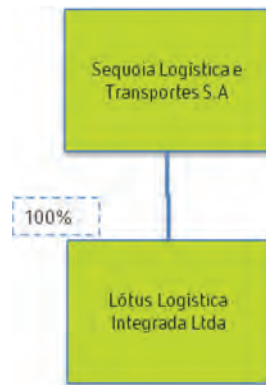 Sequoia Logística e
Transportes S.A
100%
Lótus Logística
Integrada Ltda